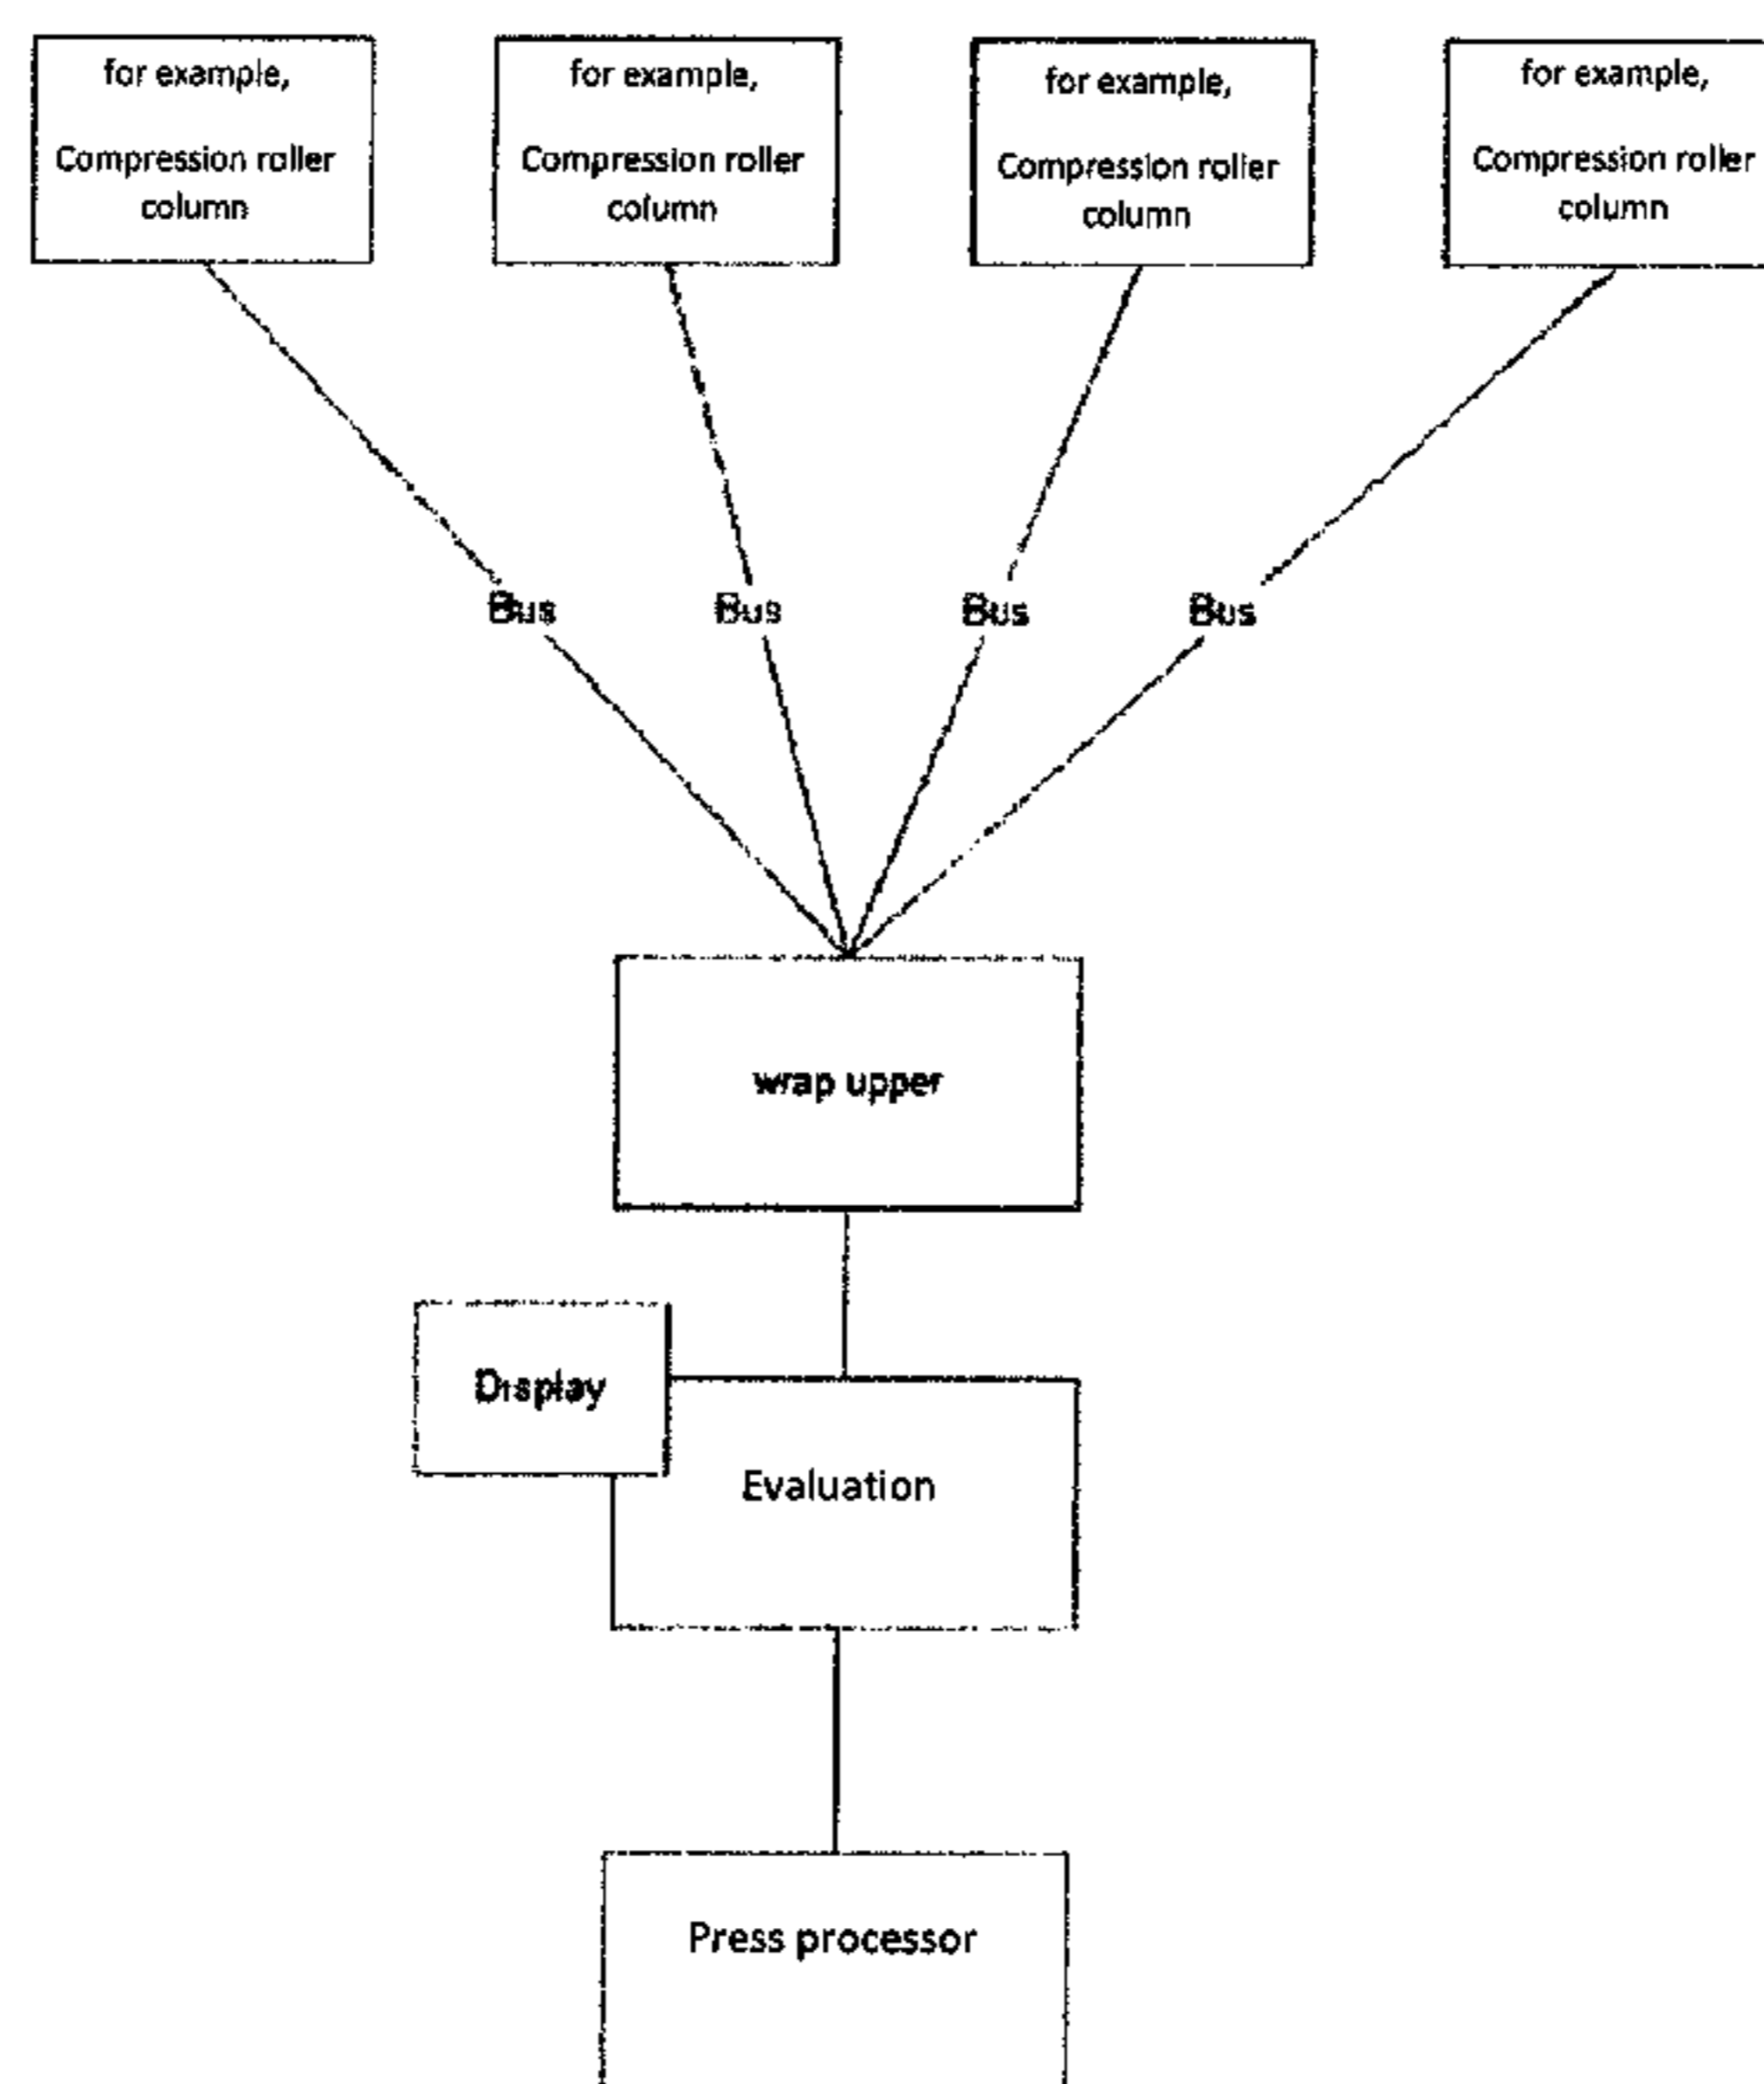 for example,
Compression roller
column
for example,
Compression roller
column
for example,
Compression roller
column
for example,
Compression roller
column
Bus
Bus
Bus
Bus
wrap upper
Display
Evaluation
Press processor